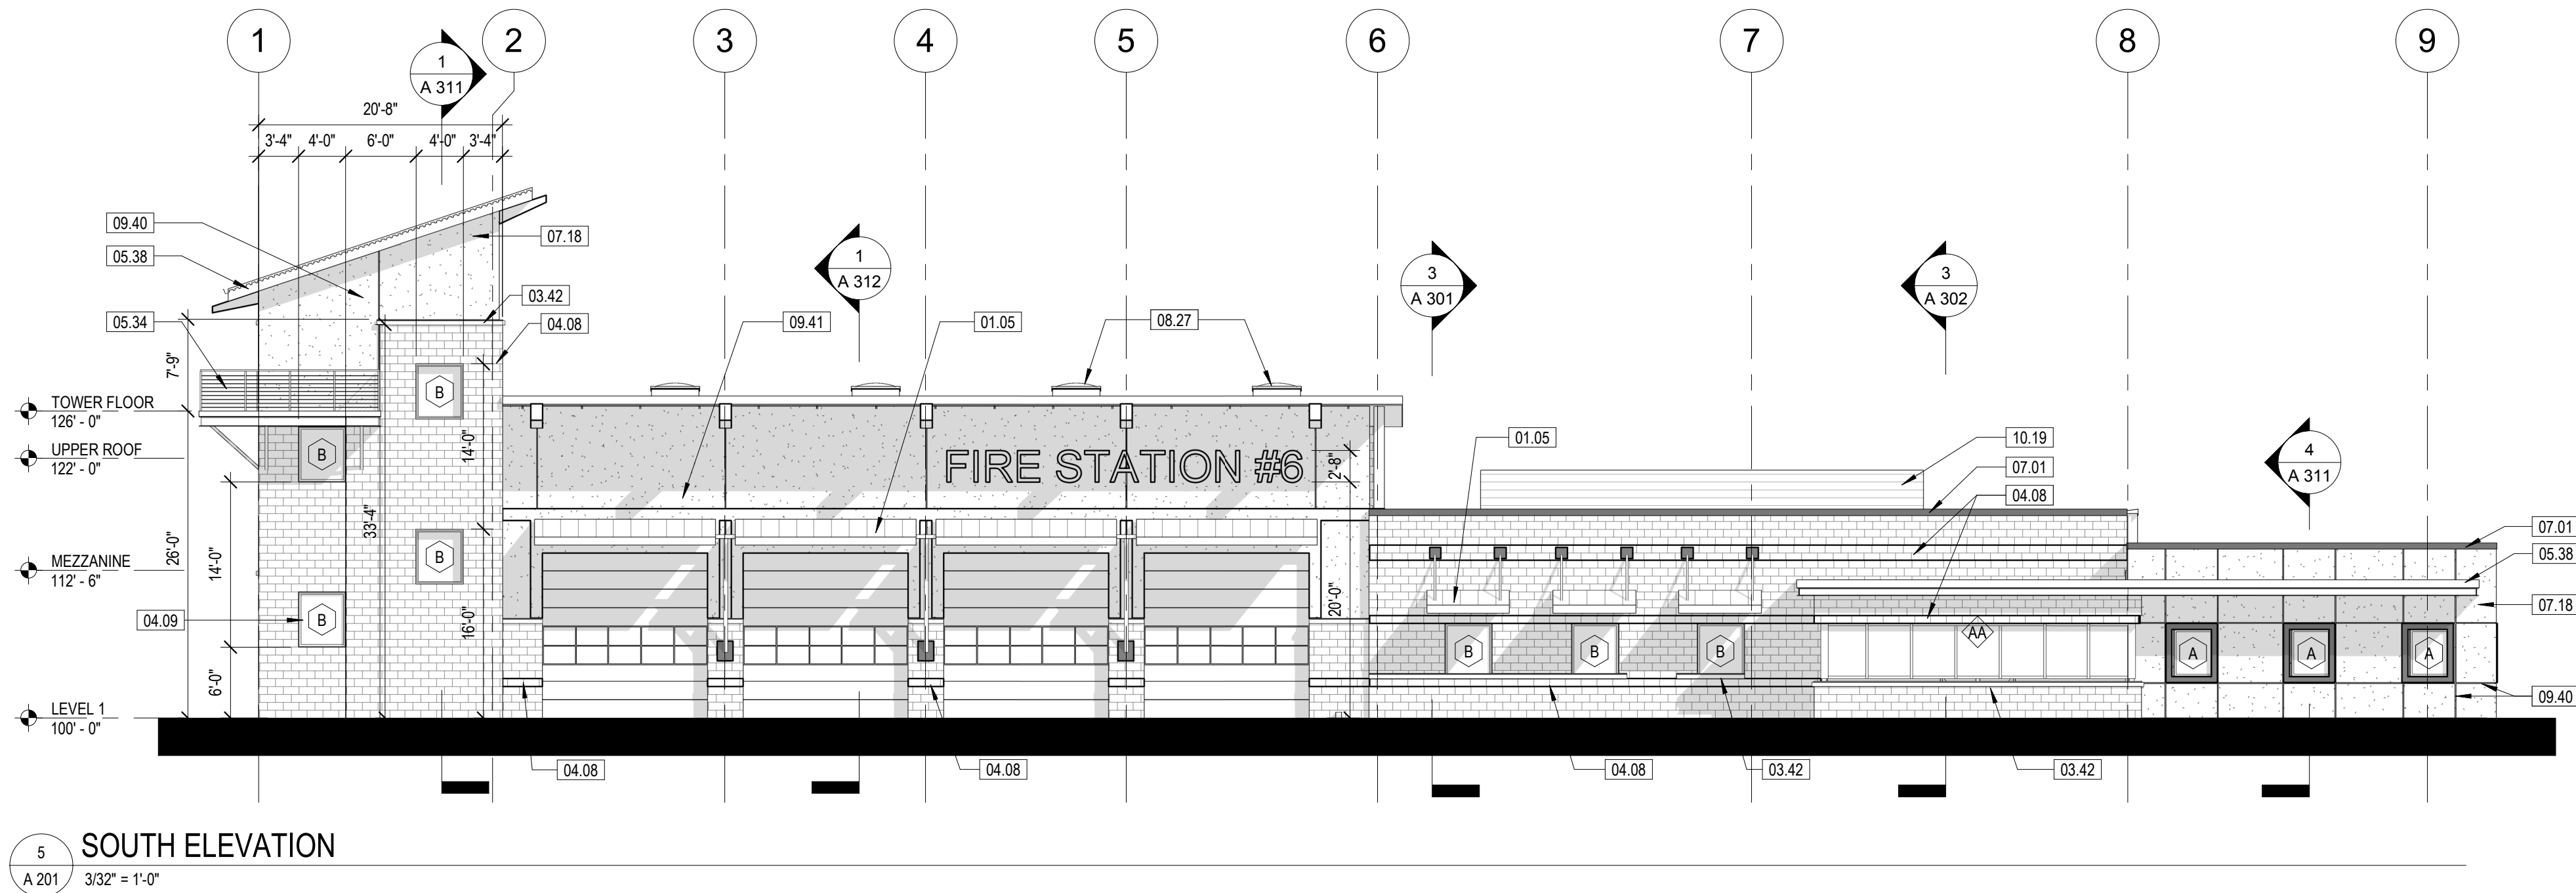 1
2
3
4
5
6
7
8
9
1
A 311
20'-8"
3'-4"
4'-0"
6'-0"
4'-0"
3'-4"
09.40
05.38
05.34
07.18
03.42
04.08
1
A 312
3
A 301
3
A 302
4
A 311
09.41
01.05
08.27
01.05
10.19
07.01
04.08
07.01
05.38
07.18
09.40
TOWER FLOOR
126' - 0"
UPPER ROOF
122' - 0"
MEZZANINE
112' - 6"
LEVEL 1
100' - 0"
7'-9"
26'-0"
14'-0"
6'-0"
33'-4"
14'-0"
16'-0"
04.09
B
B
B
B
FIRE STATION #6
2'-8"
20'-0"
B
B
B
AA
A
A
A
04.08
04.08
04.08
03.42
03.42
5
A 201
SOUTH ELEVATION
3/32" = 1'-0"